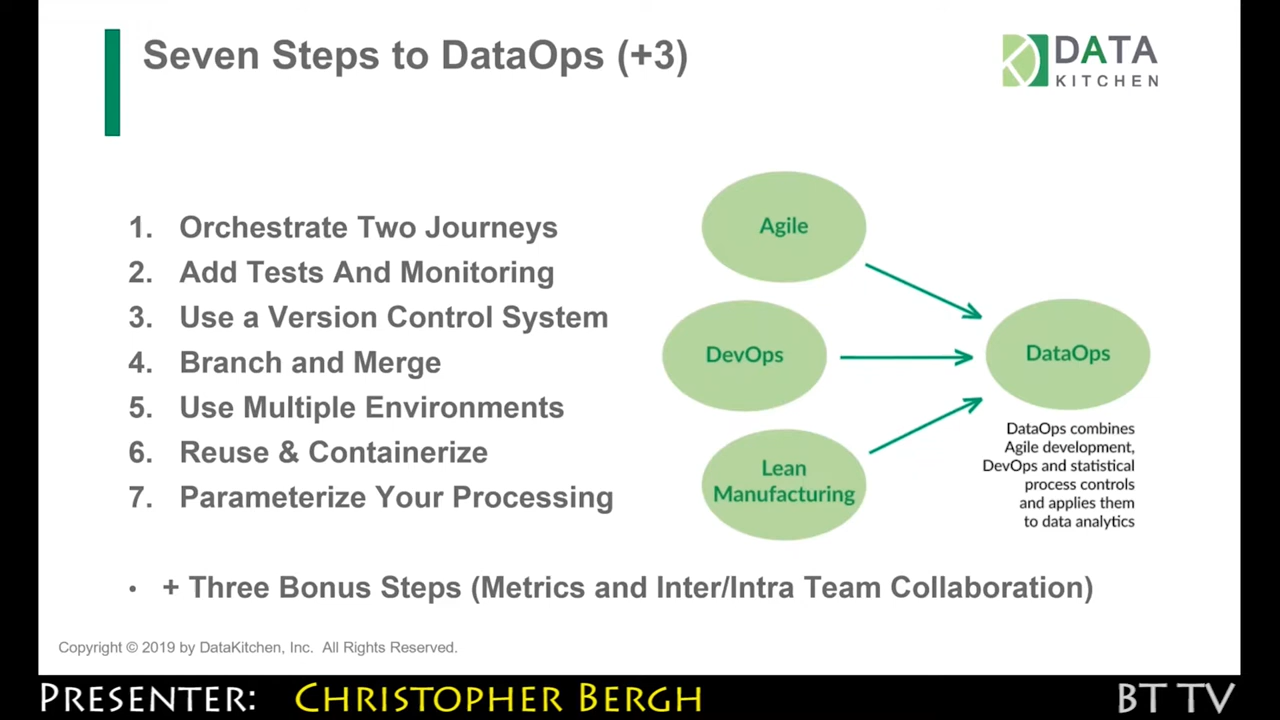 Seven Steps to DataOps (+3)
DATA
KITCHEN
1. Orchestrate Two Journeys
2. Add Tests And Monitoring
3. Use a Version Control System
4. Branch and Merge
5. Use Multiple Environments
6. Reuse & Containerize
7. Parameterize Your Processing
Agile
DevOps
Lean
Manufacturing
DataOps
DataOps combines
Agile development,
DevOps and statistical
process controls
and applies them
to data analytics
• + Three Bonus Steps (Metrics and Inter/Intra Team Collaboration)
Copyright © 2019 by DataKitchen, Inc. All Rights Reserved.
PRESENTER: CHRISTOPHER BERGH
BT TV